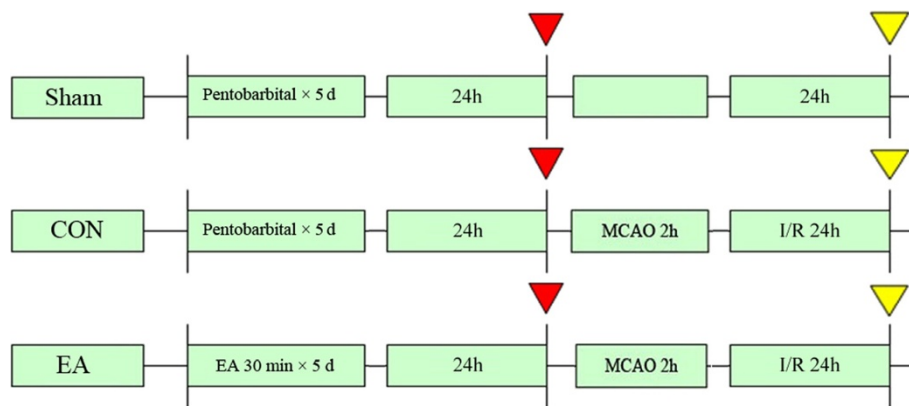 Sham
Pentobarbital × 5 d
24h
24h
CON
Pentobarbital × 5 d
24h
MCAO 2h
I/R 24h
EA
EA 30 min × 5 d
24h
MCAO 2h
I/R 24h